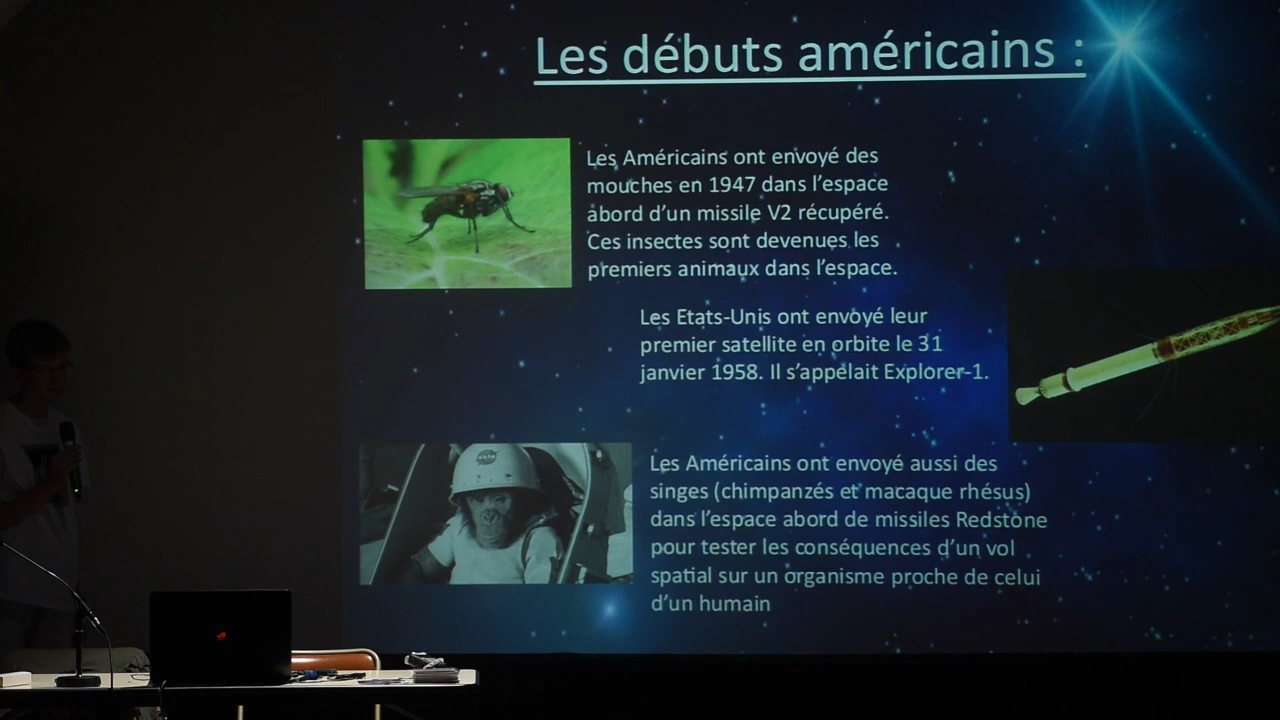 Les débuts américains :
Les Américains ont envoyé des
mouches en 1947 dans l'espace
abord d'un missile V2 récupéré.
Ces insectes sont devenues les
premiers animaux dans l'espace.
Les Etats-Unis ont envoyé leur
premier satellite en orbite le 31
janvier 1958. Il s'appelait Explorer-1.
NASA
Les Américains ont envoyé aussi des
singes (chimpanzés et macaque rhésus)
dans l'espace abord de missiles Redstone
pour tester les conséquences d'un vol
spatial sur un organisme proche de celui
d'un humain